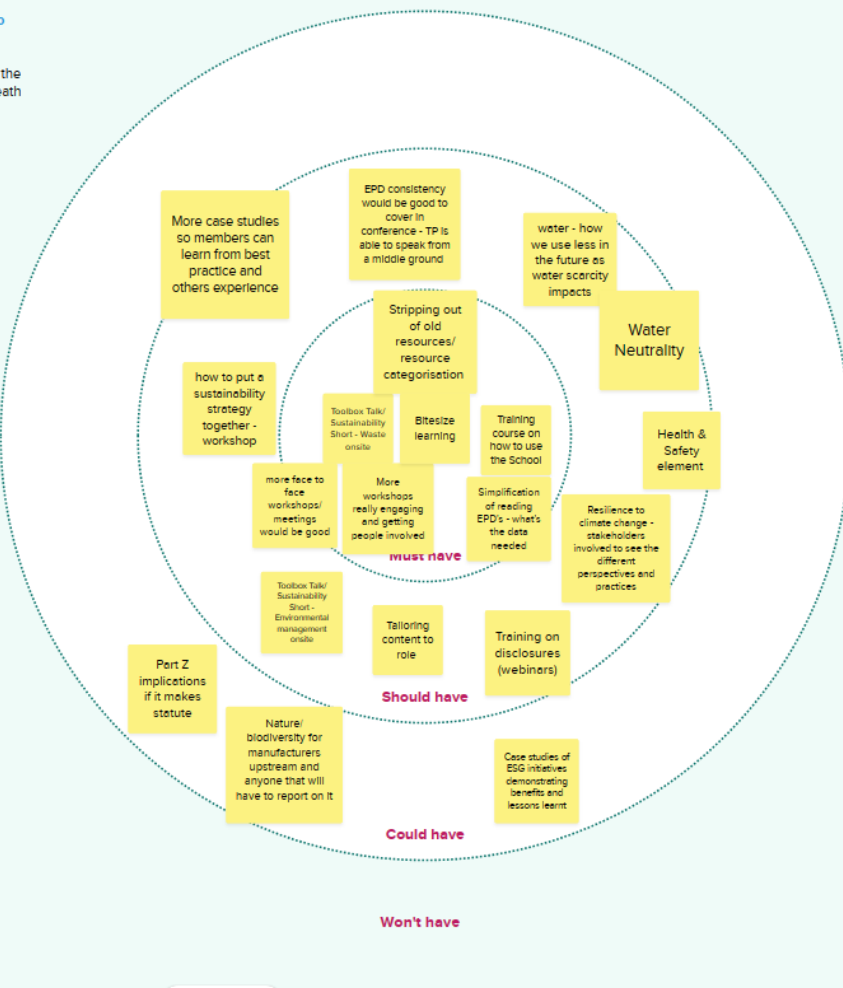 the
EPD consistency
would be good to
cover in
conference - TP is
able to speak from
a middle ground
More case studies
so members can
learn from best
practice and
others experience
water - how
we use less in
the future as
water scarcity
impacts
Water
Neutrality
Stripping out
of old
resources/
resource
categorisation
how to put a
sustainability
strategy
together -
workshop
Toolbox Talk/
Sustainability
Short - Waste
onsite
Bitesize
learning
Training
course on
how to use
the School
Health &
Safety
element
more face to
face
workshops/
meetings
would be good
More
workshops
really engaging
and getting
people involved
Simplification
of reading
EPD's - what's
the data
needed
Resilience to
climate change -
stakeholders
involved to see the
different
perspectives and
practices
Must have
Toolbox Talk/
Sustainability
Short -
Environmental
management
onsite
Tailoring
content to
role
Training on
disclosures
(webinars)
Should have
Part Z
implications
if it makes
statute
Nature/
biodiversity for
manufacturers
upstream and
anyone that will
have to report on it
Case studies of
ESG initiatives
demonstrating
benefits and
lessons learnt
Could have
Won't have